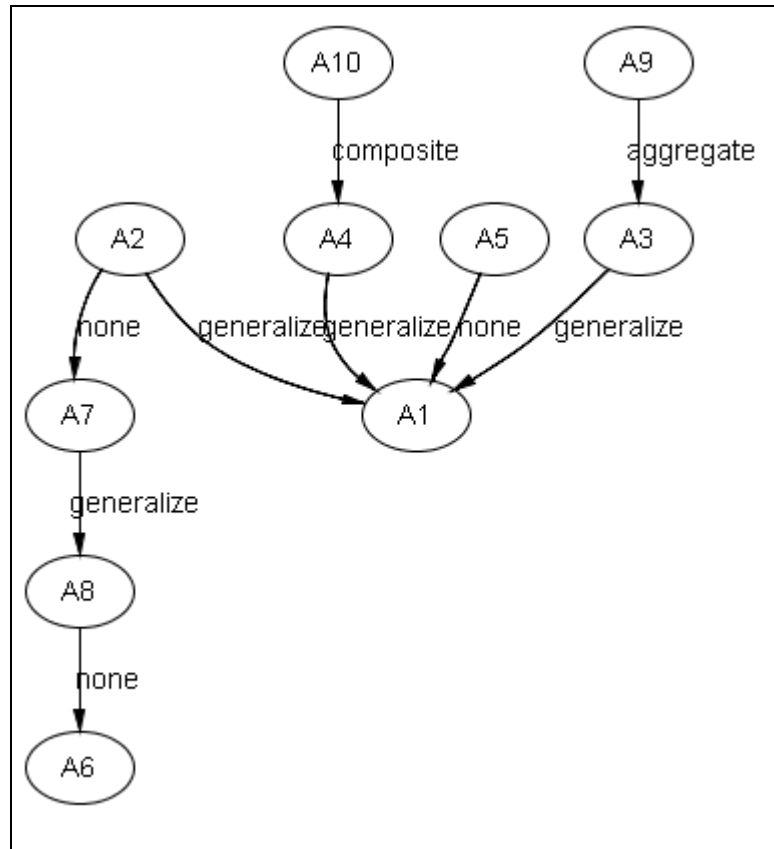 A10 A9
composite aggregate
A2 A4 A5 A3
none generalize generalize none generalize
A7 A1
generalize
A8
none
A6